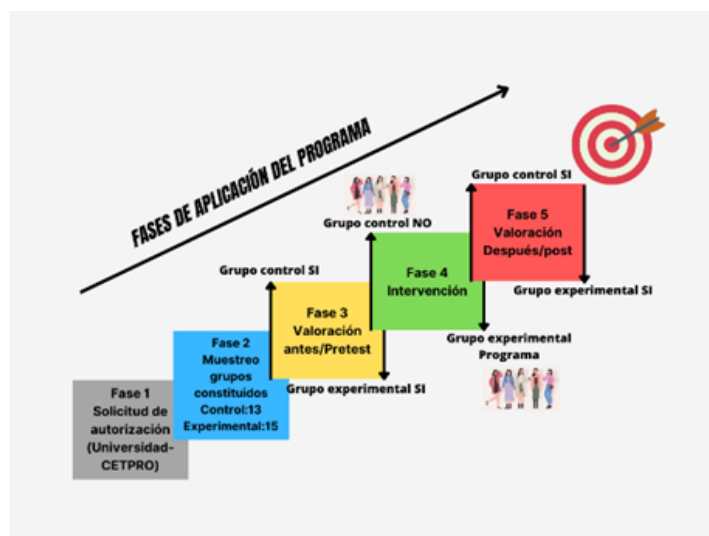 FASES DE APLICACIÓN DEL PROGRAMA
Fase 1
Solicitud de
autorización
(Universidad-
CETPRO)
Fase 2
Muestreo
grupos
constituidos
Control:13
Experimental:15
Grupo control SI
Fase 3
Valoración
antes/Pretest
Grupo experimental SI
Grupo control NO
Fase 4
Intervención
Grupo experimental
Programa
Grupo control SI
Fase 5
Valoración
Después/post
Grupo experimental SI